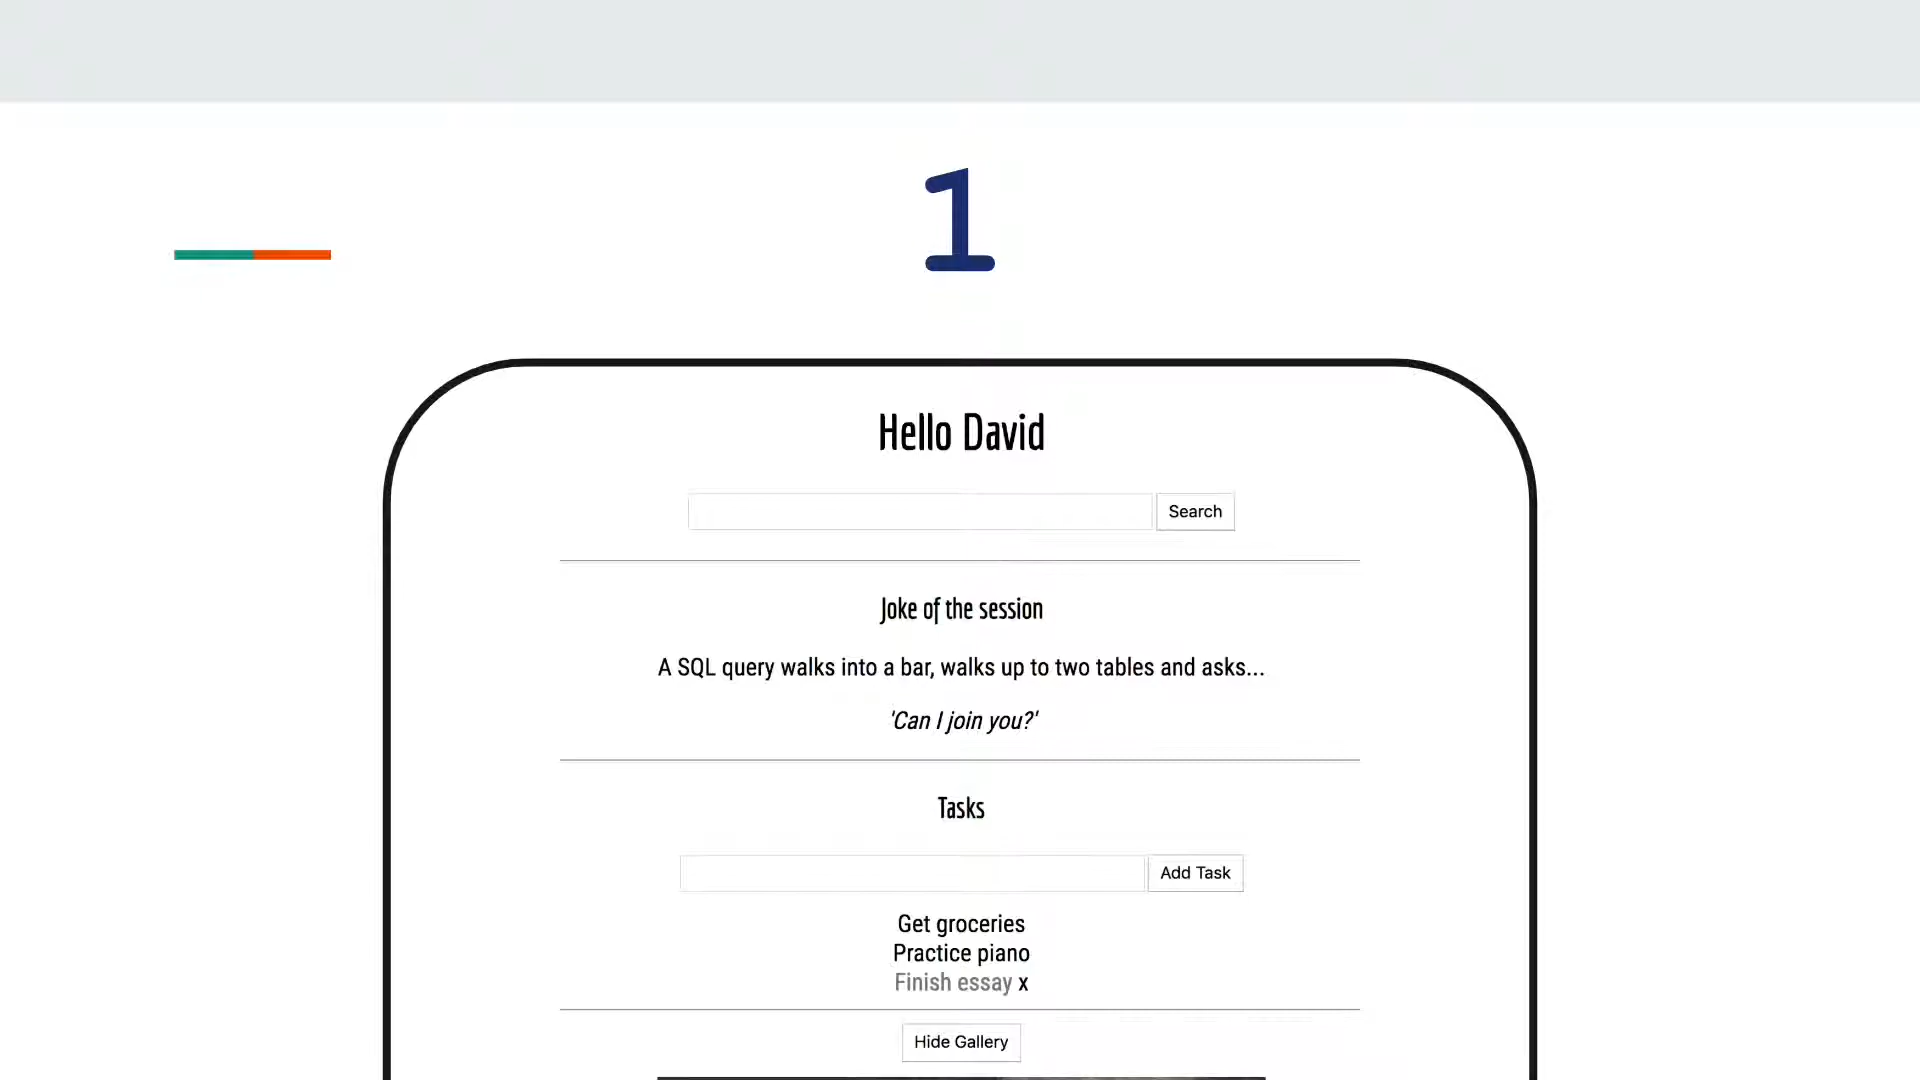 1
Hello David
Search
Joke of the session
A SQL query walks into a bar, walks up to two tables and asks...
'Can I join you?'
Tasks
Add Task
Get groceries
Practice piano
Finish essay x
Hide Gallery